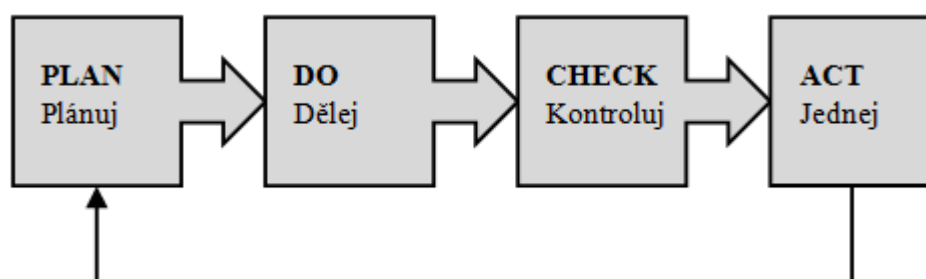 PLAN
Plánuj
DO
Dělej
CHECK
Kontroluj
ACT
Jednej